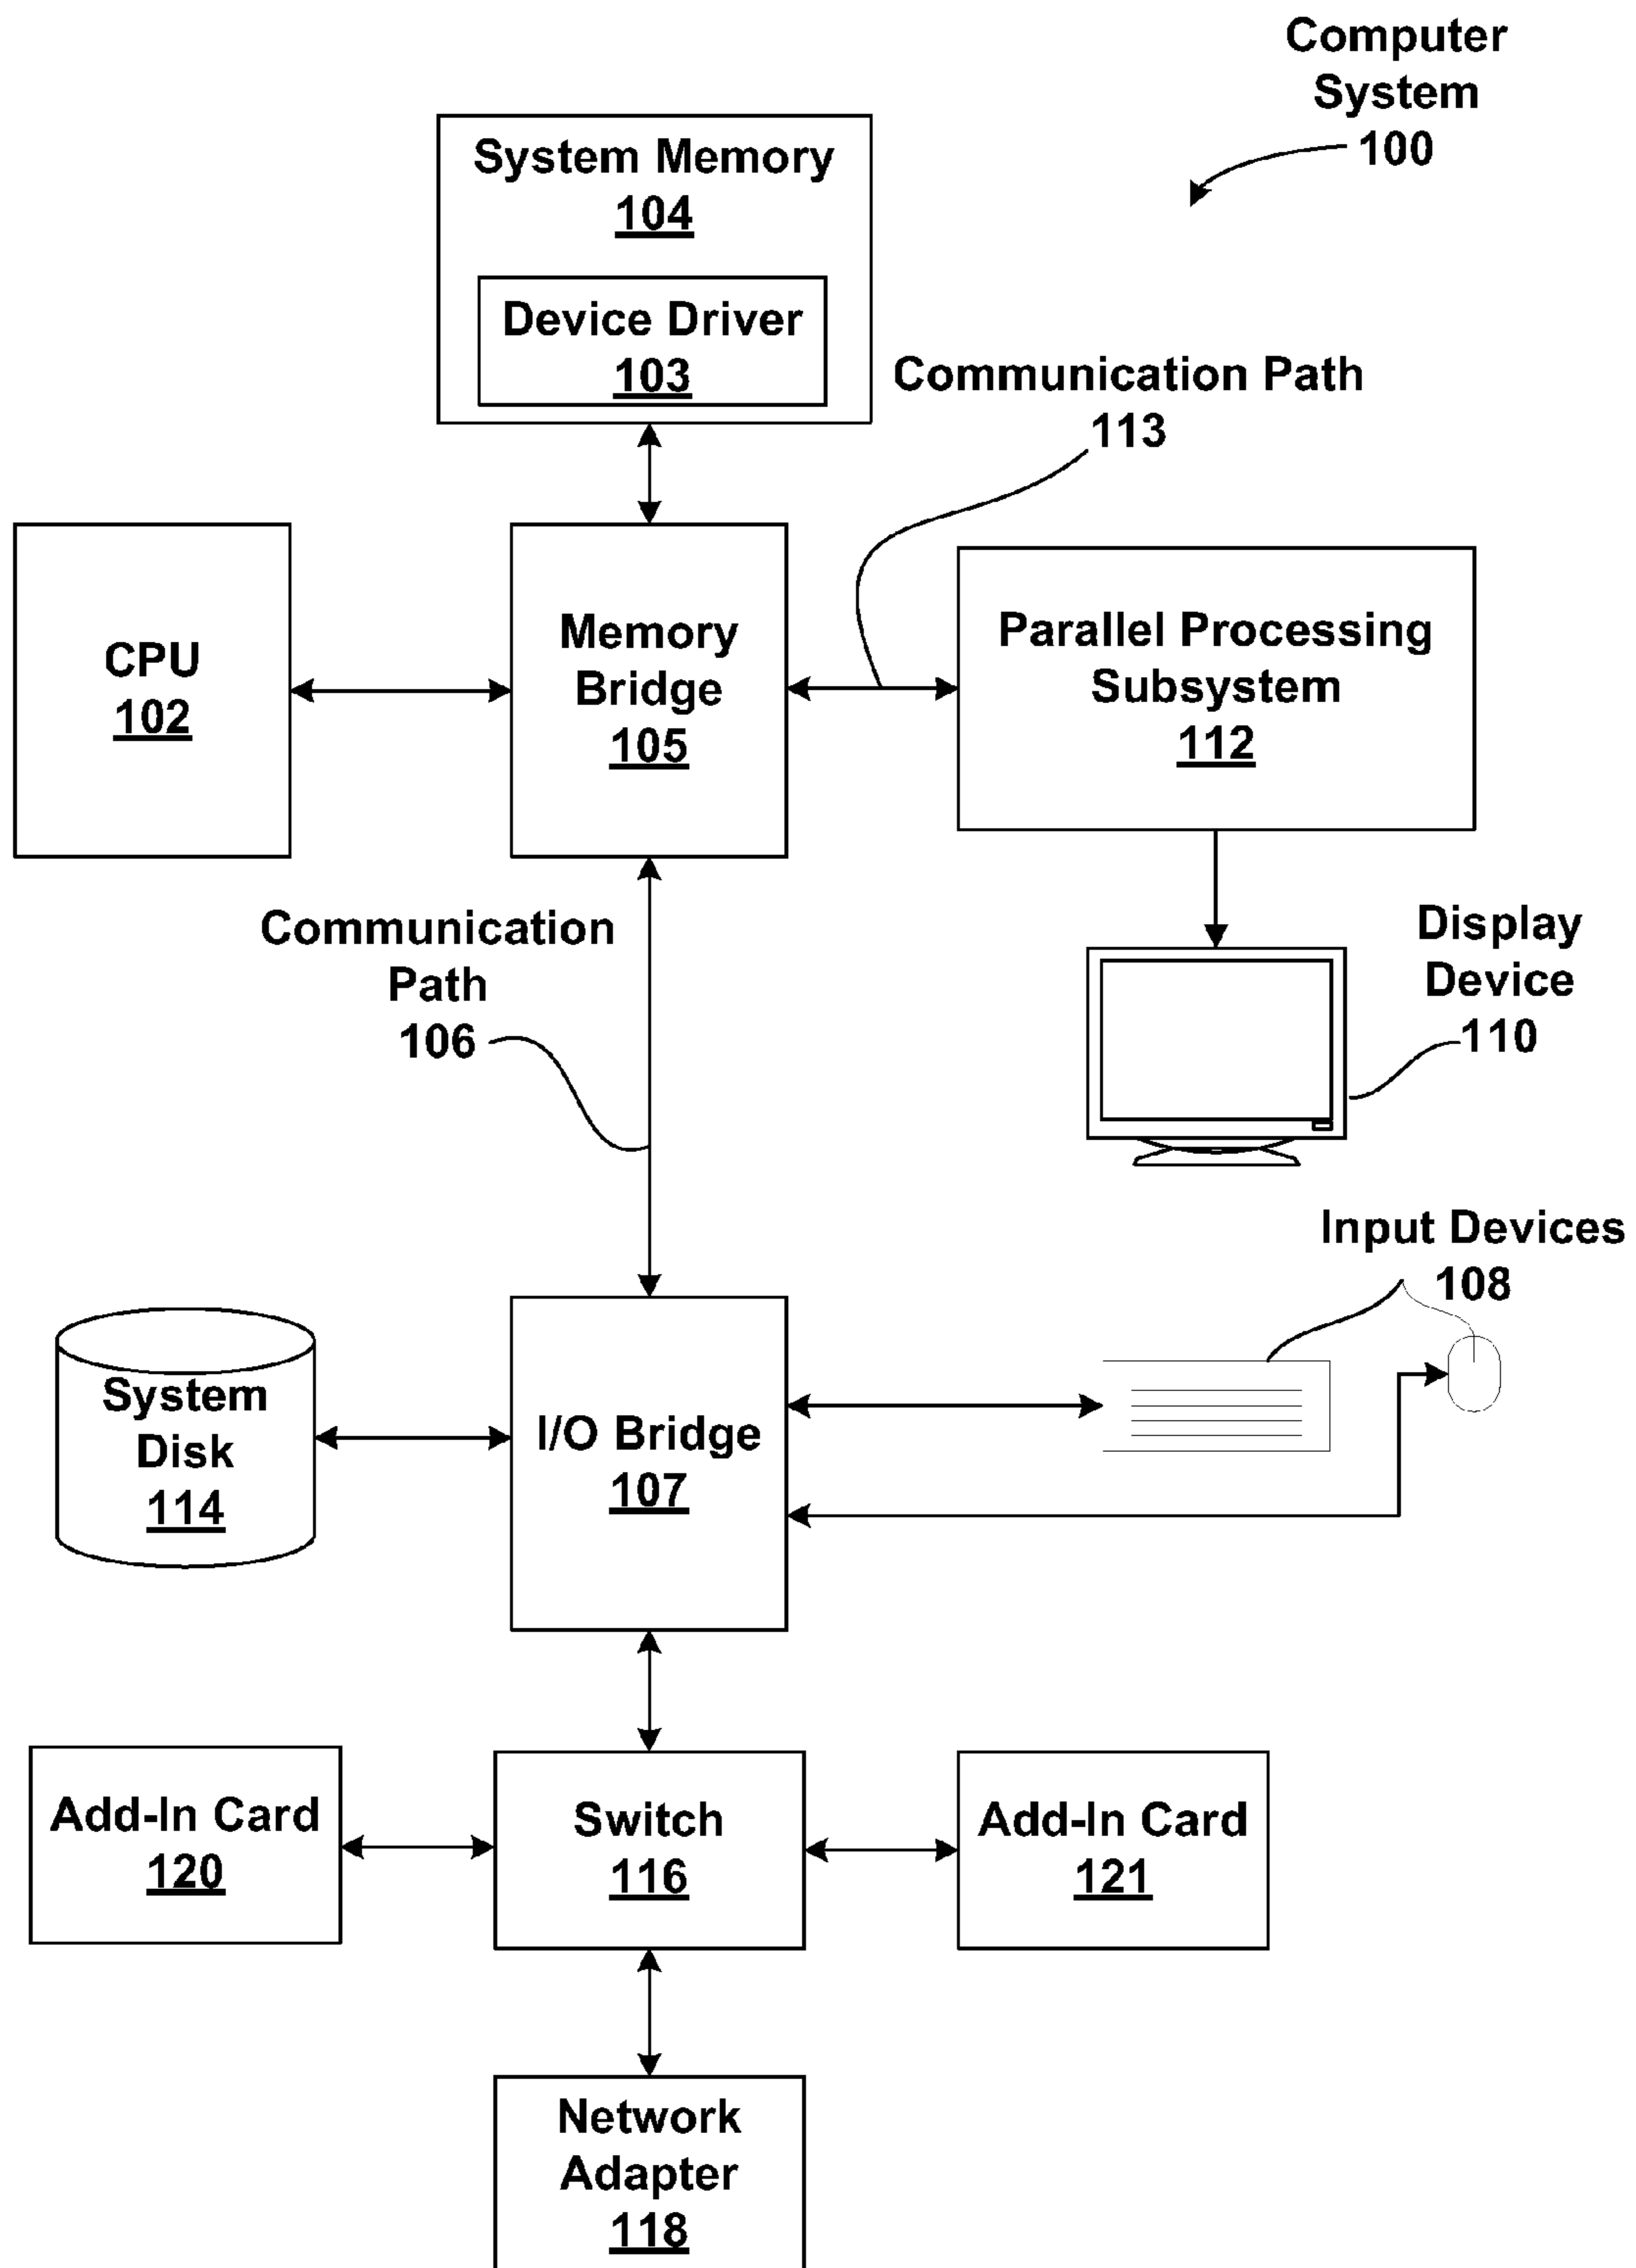 Computer
System
100
System Memory
104
Device Driver
103
Communication Path
113
CPU
102
Memory
Bridge
105
Parallel Processing
Subsystem
112
Communication
Path
106
Display
Device
110
Input Devices
108
System
Disk
114
I/O Bridge
107
Add-In Card
120
Switch
116
Add-In Card
121
Network
Adapter
118